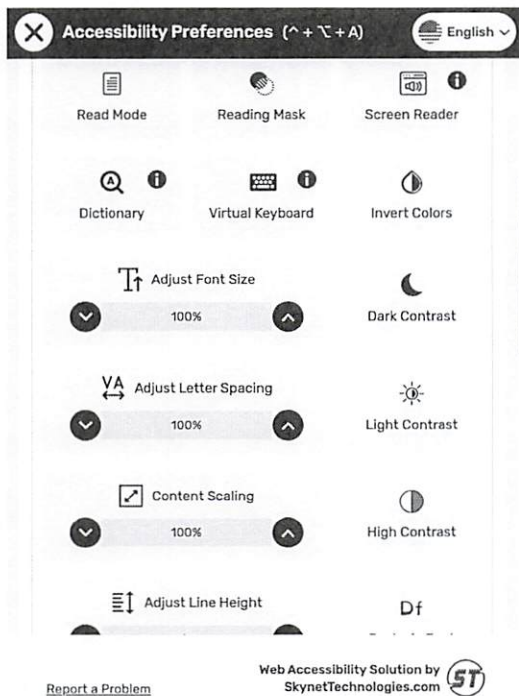 Accessibility Preferences (^+⌥+A)
English
Read Mode
Reading Mask
Screen Reader
A
Dictionary
Virtual Keyboard
Invert Colors
Adjust Font Size
100%
Dark Contrast
VA
Adjust Letter Spacing
100%
Light Contrast
Content Scaling
100%
High Contrast
Adjust Line Height
Df
Report a Problem
Web Accessibility Solution by
SkynetTechnologies.com
ST